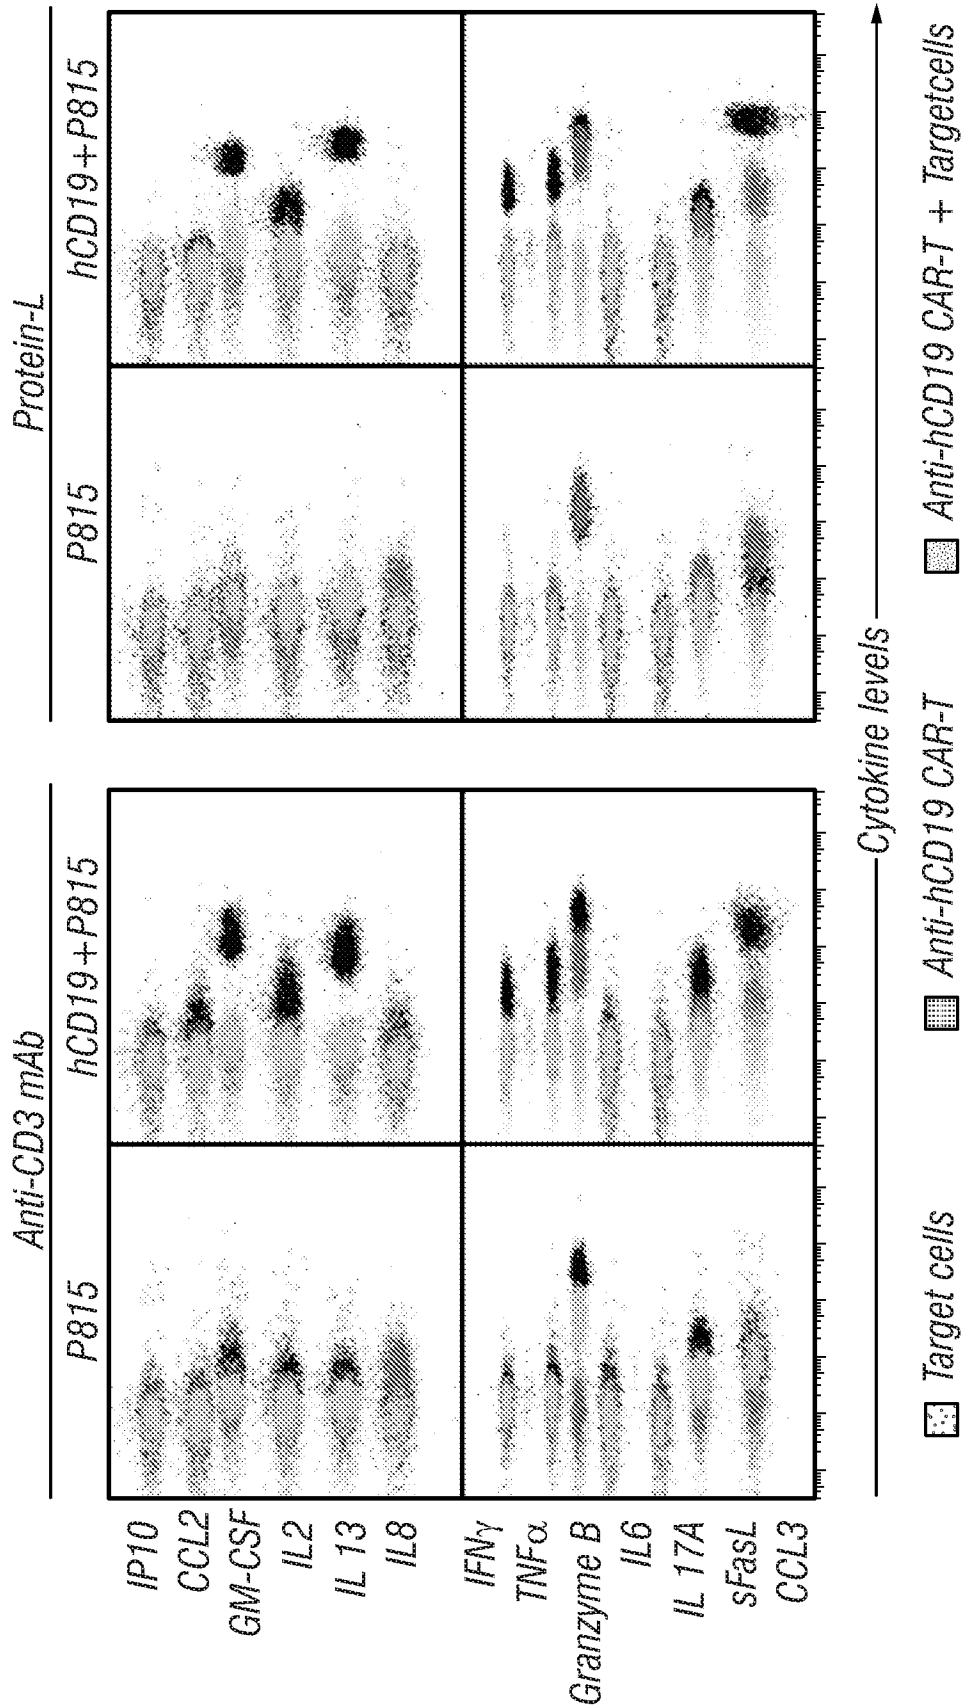 Anti-CD3 mAb
Protein-L
P815
hCD19+P815
P815
hCD19+P815
IP10
CCL2
GM-CSF
IL2
IL 13
IL8
IFNγ
TNFα
Granzyme B
IL6
IL 17A
sFasL
CCL3
Cytokine levels
Target cells
Anti-hCD19 CAR-T
Anti-hCD19 CAR-T + Targetcells